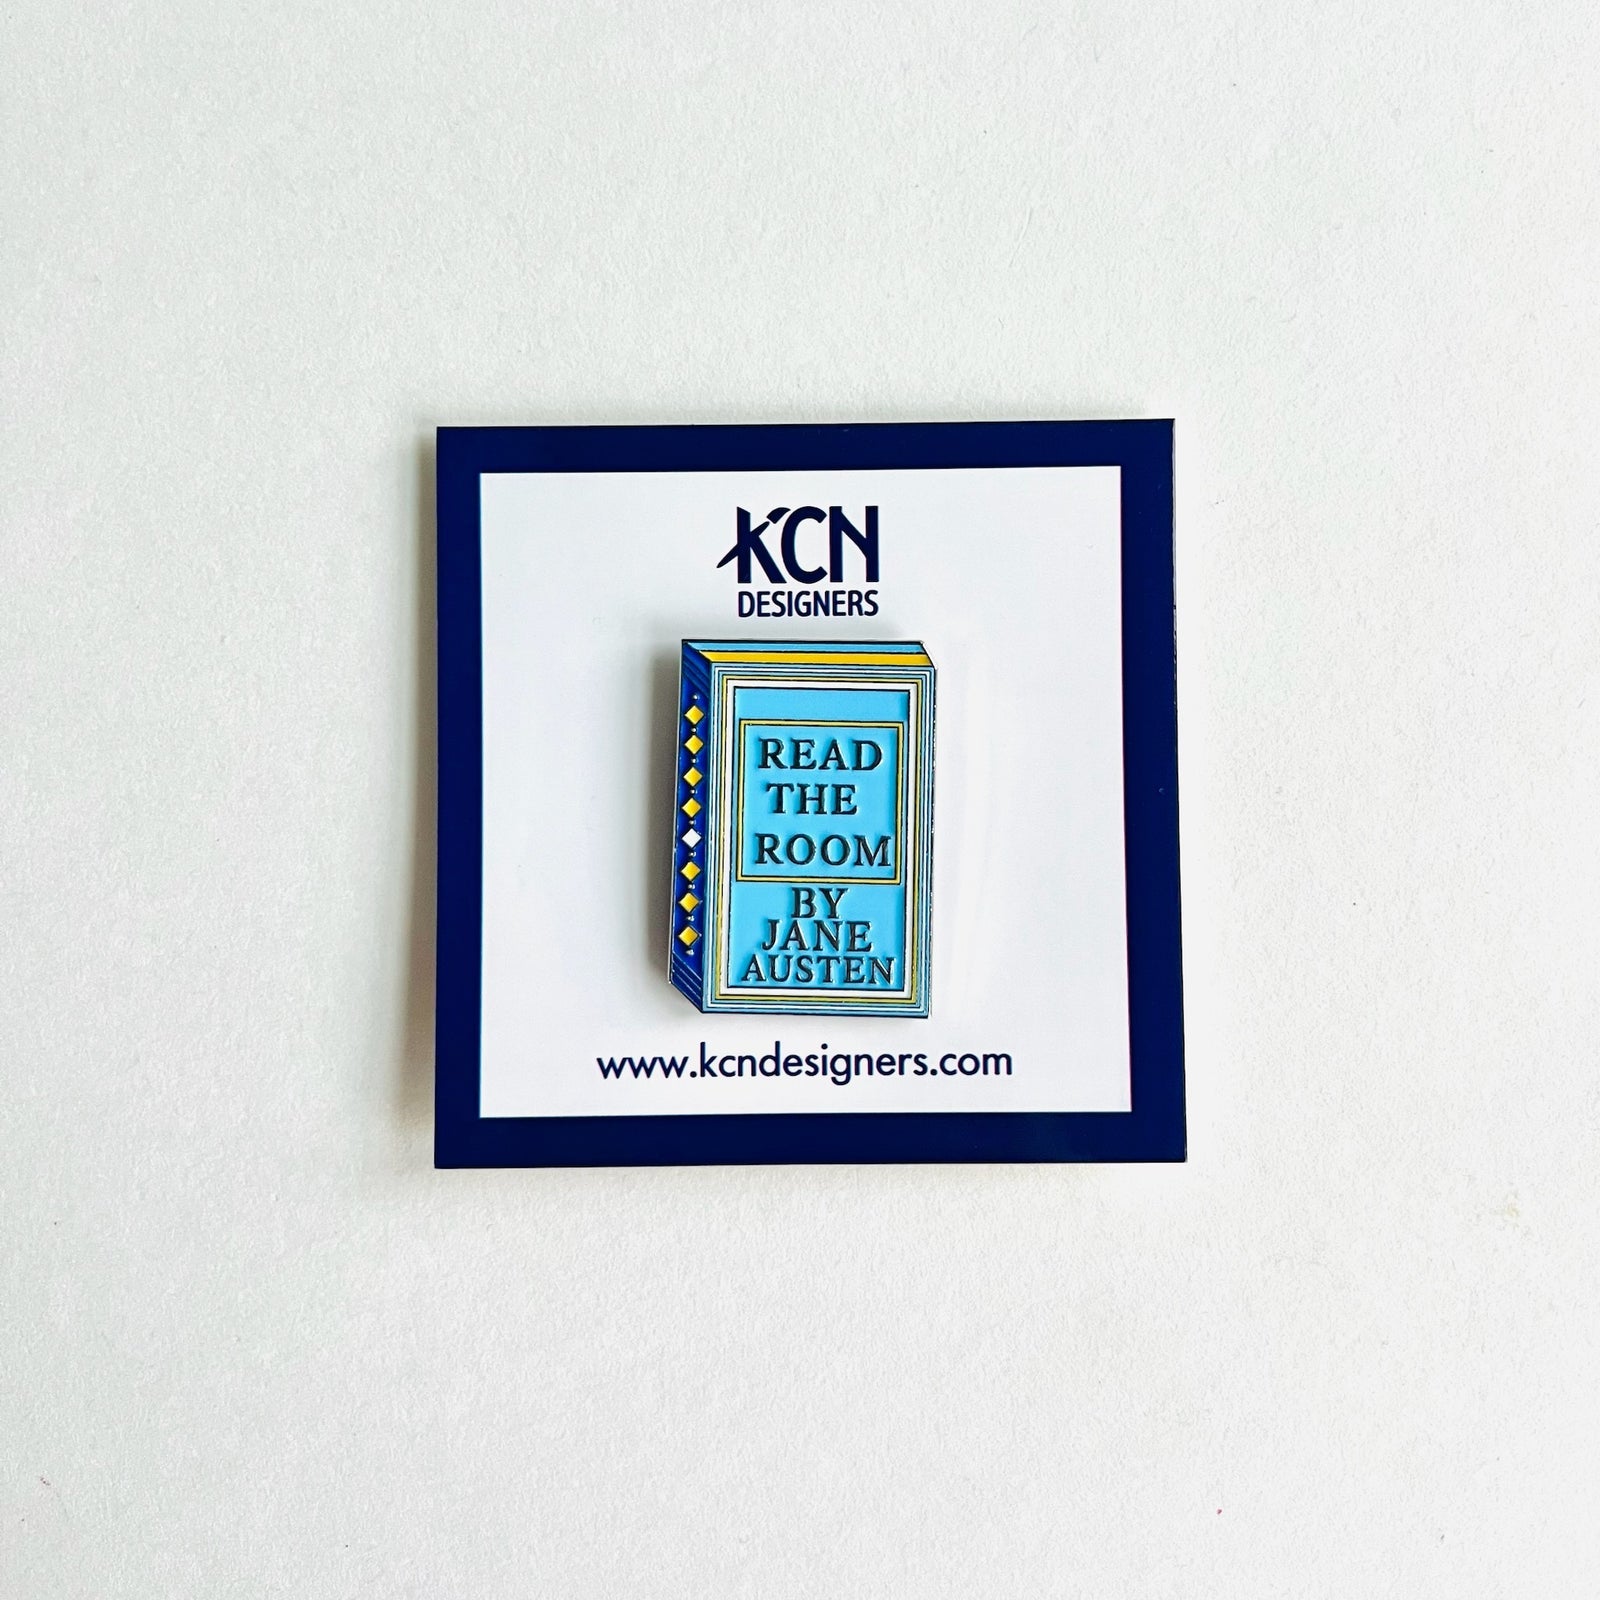 KCN
DESIGNERS
READ
THE
ROOM
BY
JANE
AUSTEN
www.kcndesigners.com